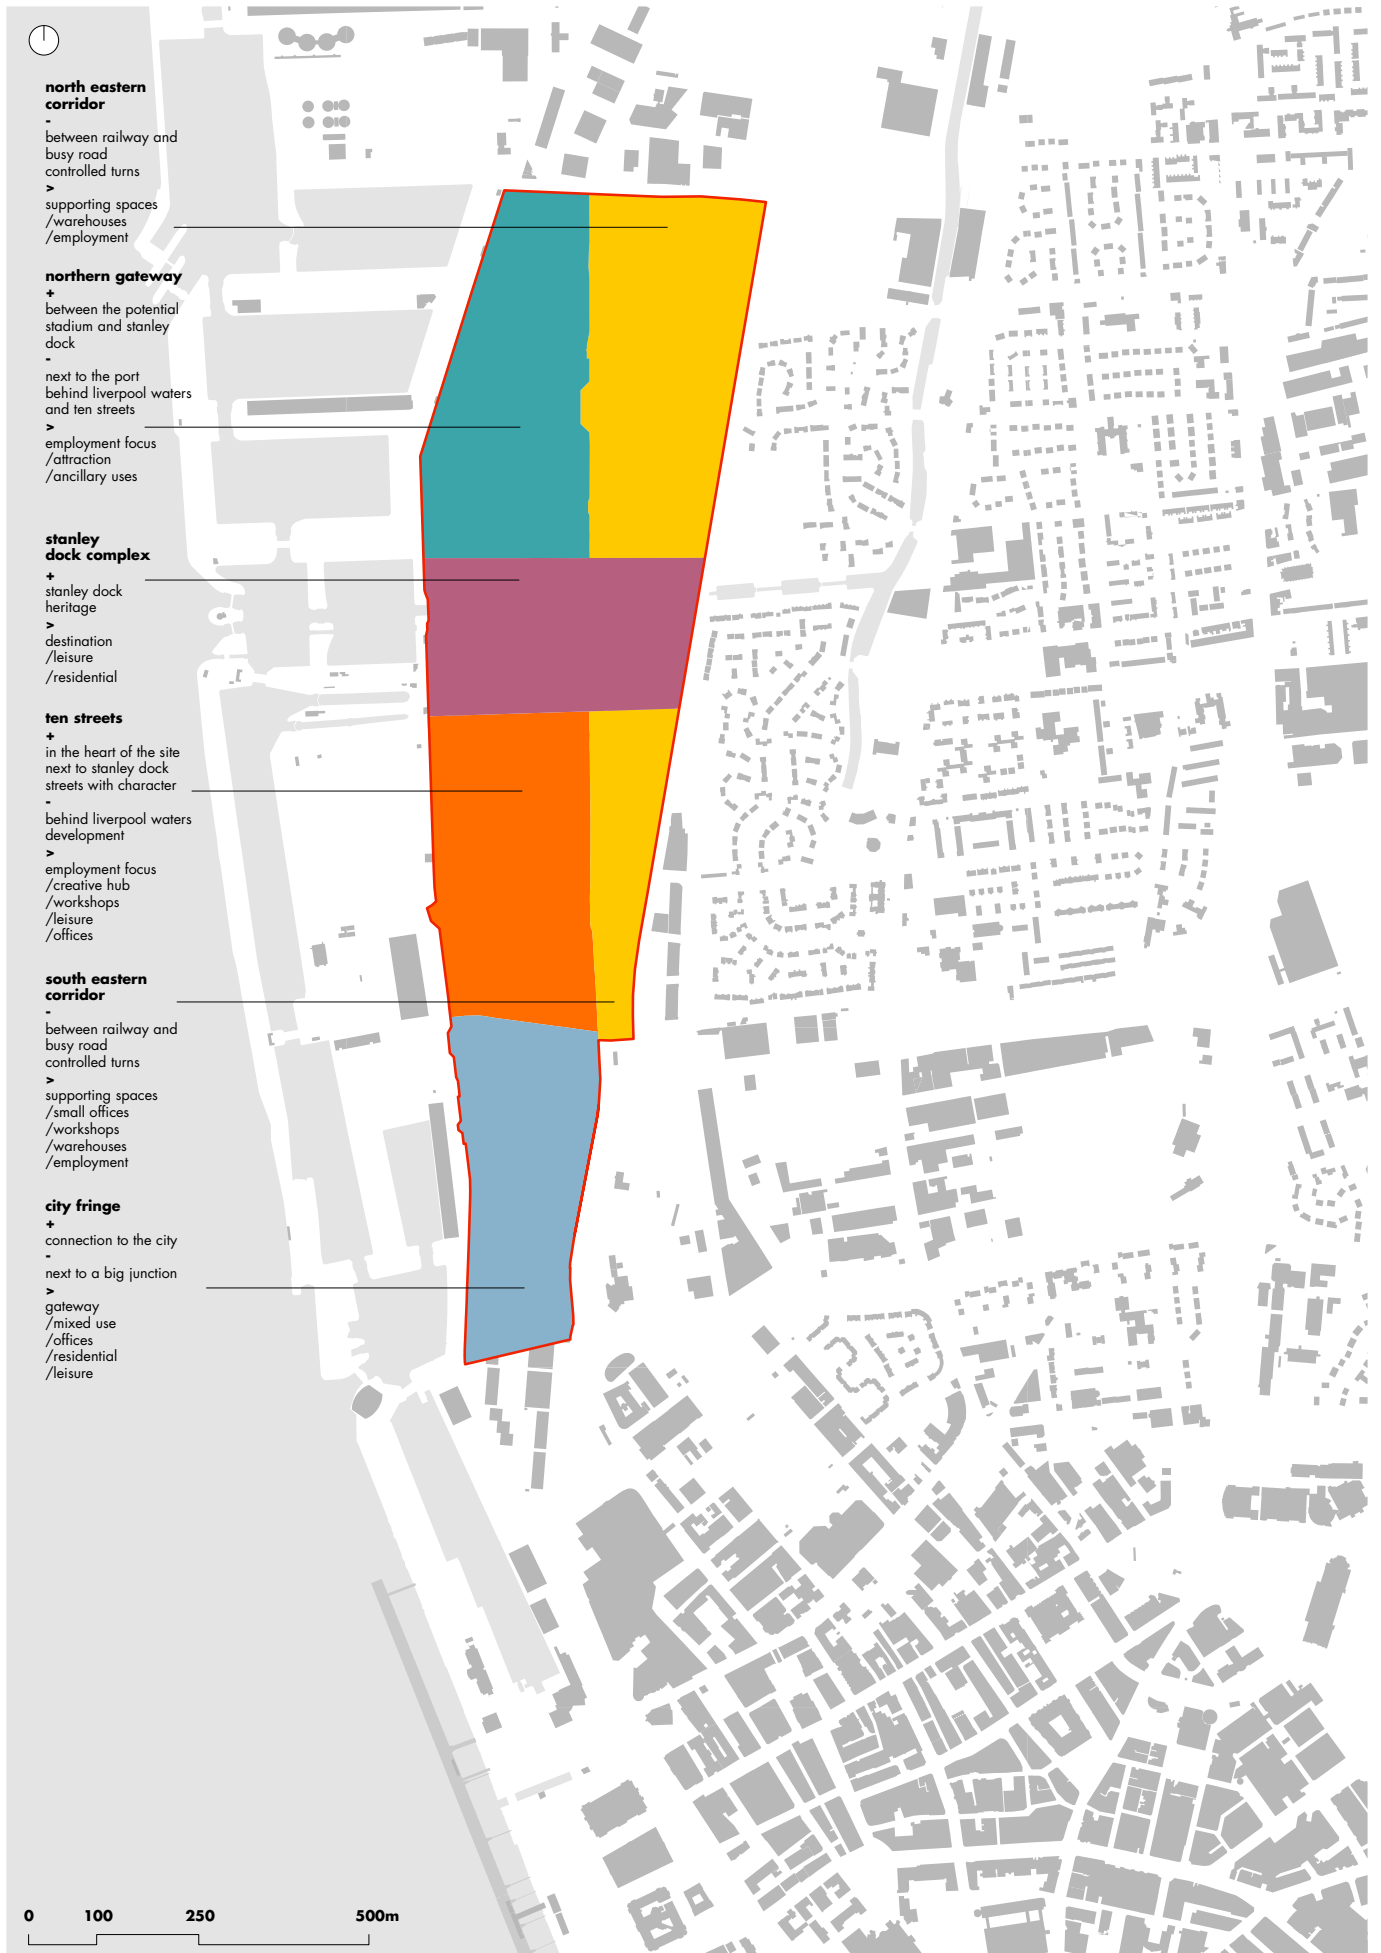 north eastern
corridor
-
between railway and
busy road
controlled turns
>
supporting spaces
/warehouses
/employment
northern gateway
+
between the potential
stadium and stanley
dock
-
next to the port
behind liverpool waters
and ten streets
>
employment focus
/attraction
/ancillary uses
stanley
dock complex
+
stanley dock
heritage
>
destination
/leisure
/residential
ten streets
+
in the heart of the site
next to stanley dock
streets with character
-
behind liverpool waters
development
>
employment focus
/creative hub
/workshops
/leisure
/offices
south eastern
corridor
-
between railway and
busy road
controlled turns
>
supporting spaces
/small offices
/workshops
/warehouses
/employment
city fringe
+
connection to the city
-
next to a big junction
>
gateway
/mixed use
/offices
/residential
/leisure
0 100 250 500m